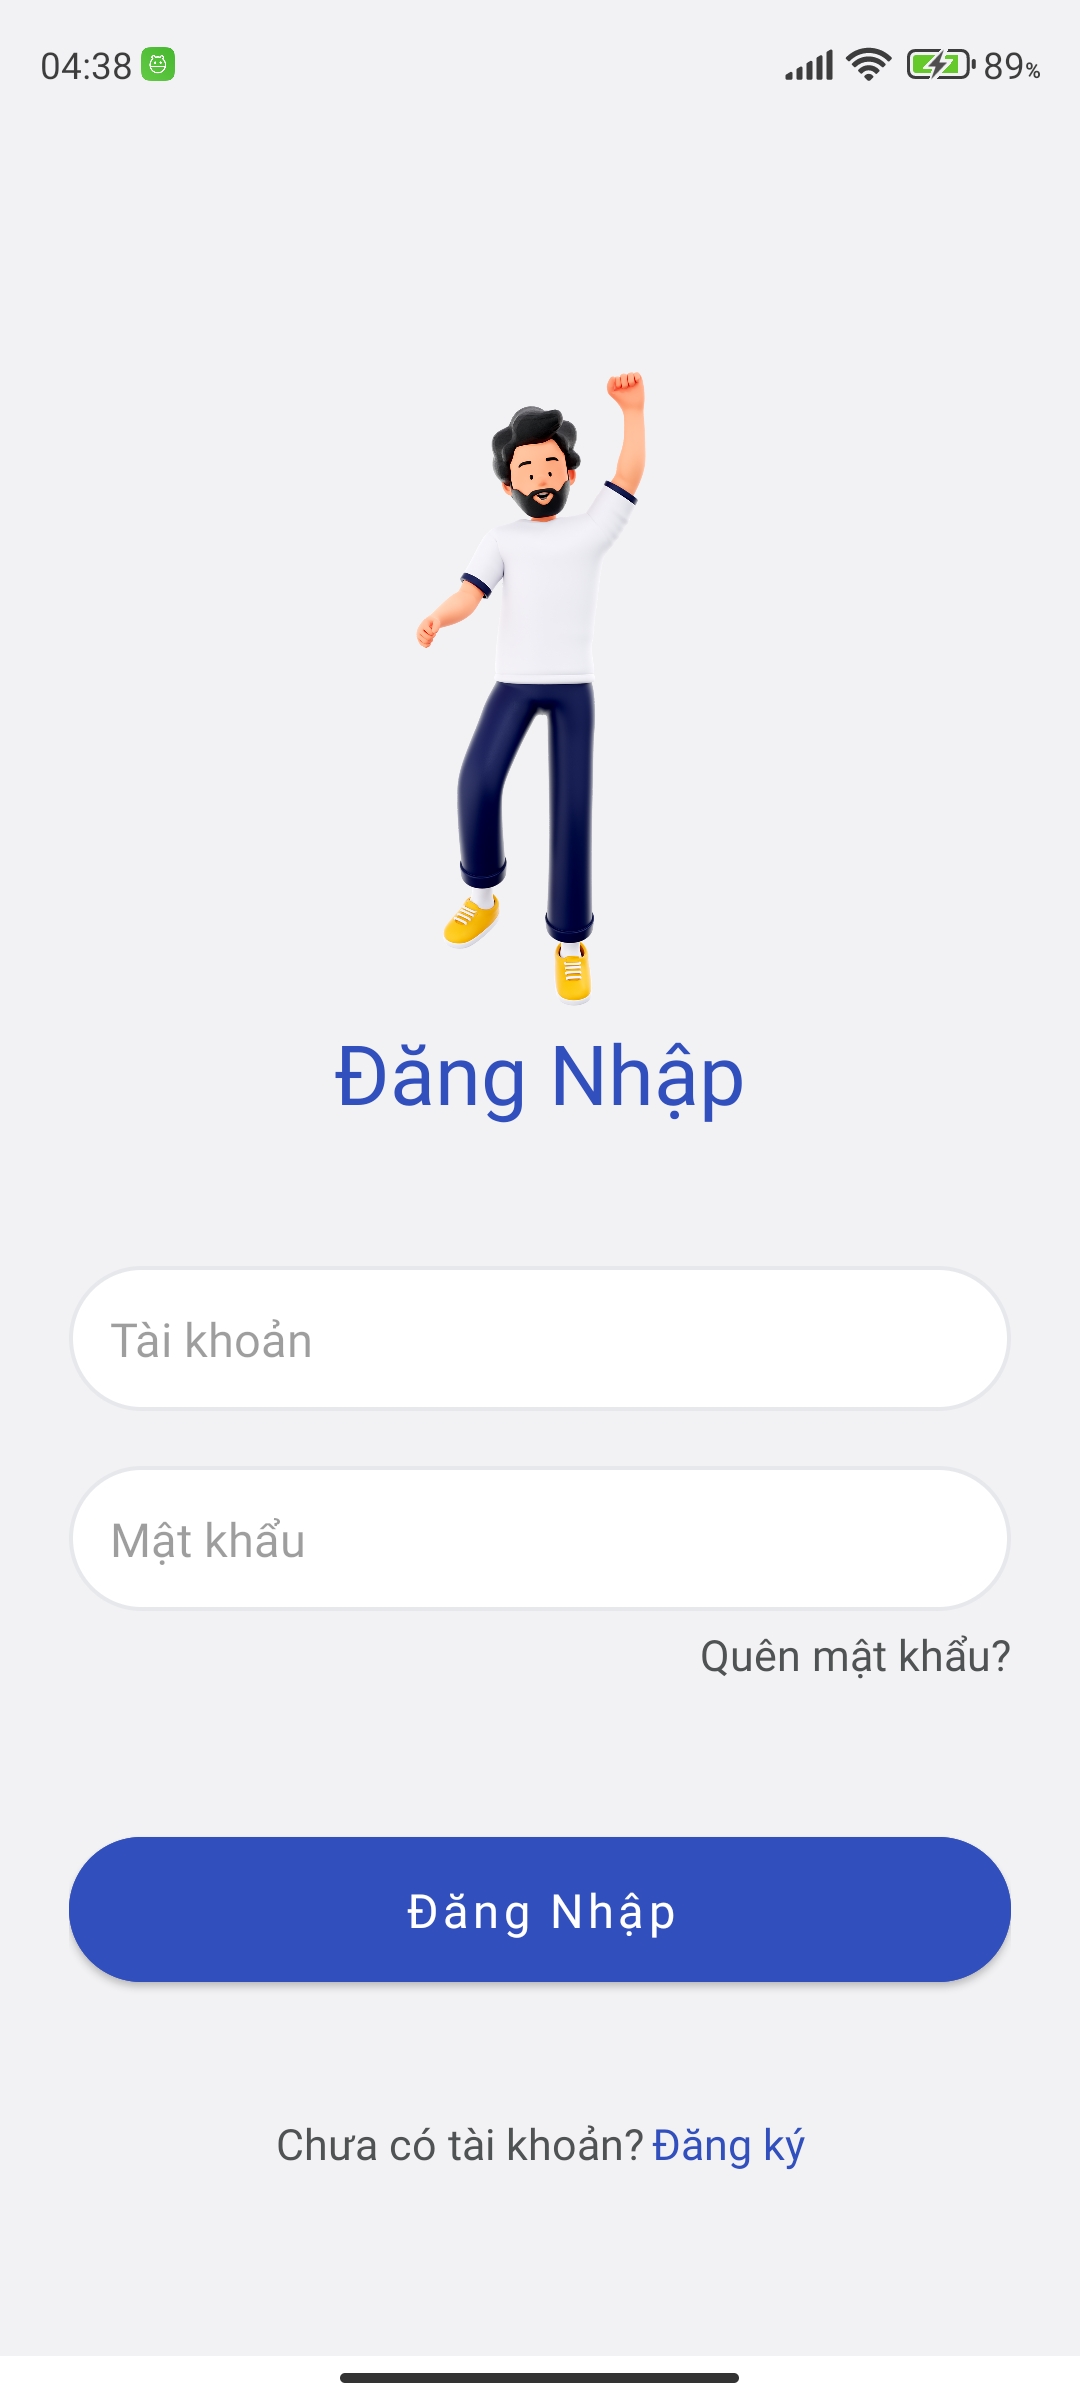 04:38 89%
Đăng Nhập
Tài khoản
Mật khẩu
Quên mật khẩu?
Đăng Nhập
Chưa có tài khoản? Đăng ký